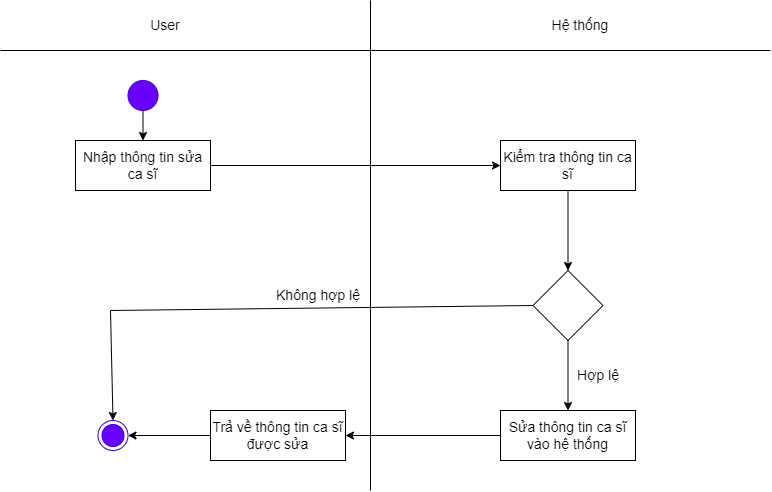 User
Hệ thống
Nhập thông tin sửa
ca sĩ
Kiểm tra thông tin ca
sĩ
Không hợp lệ
Hợp lệ
Trả về thông tin ca sĩ
được sửa
Sửa thông tin ca sĩ
vào hệ thống